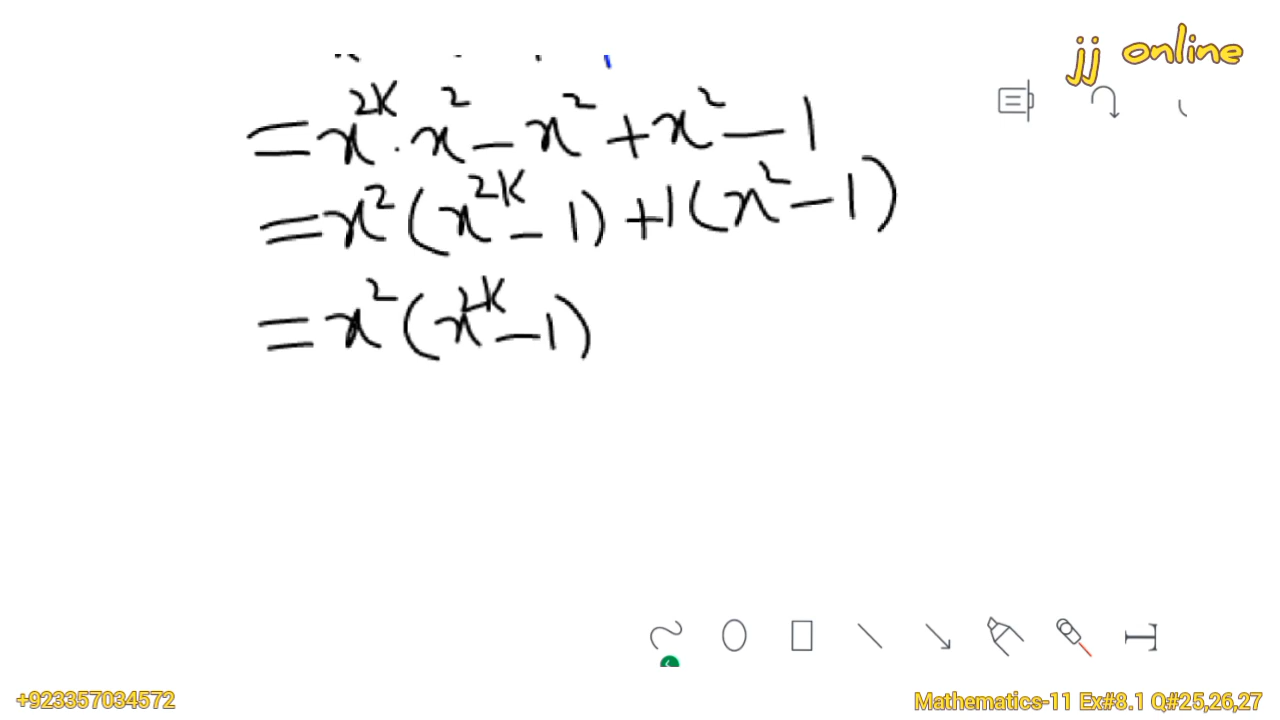 jj online
= x^{2K} . x^2 - x^2 + x^2 - 1
= x^2 (x^{2K} - 1) + 1 (x^2 - 1)
= x^2 (x^{2K} - 1)
+923357034572
Mathematics-11 Ex#8.1 Q#25,26,27